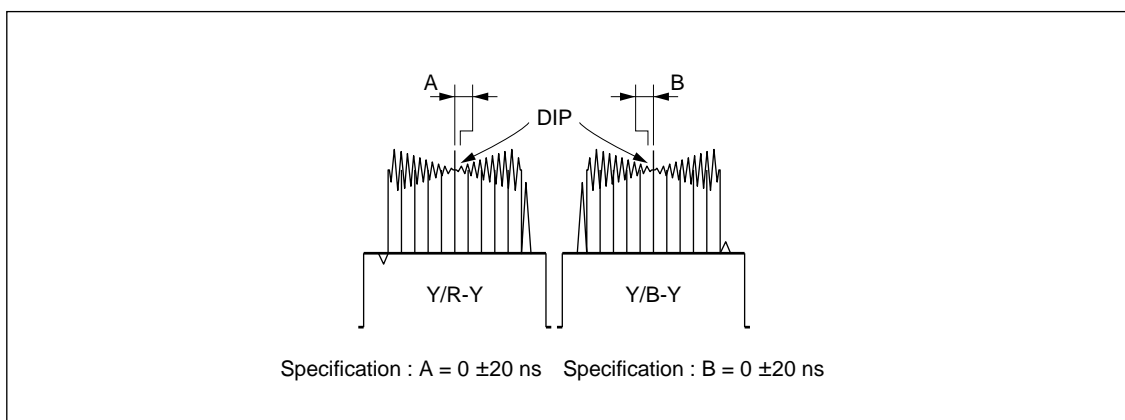 A B
DIP
Y/R-Y Y/B-Y
Specification : A = 0 ±20 ns Specification : B = 0 ±20 ns